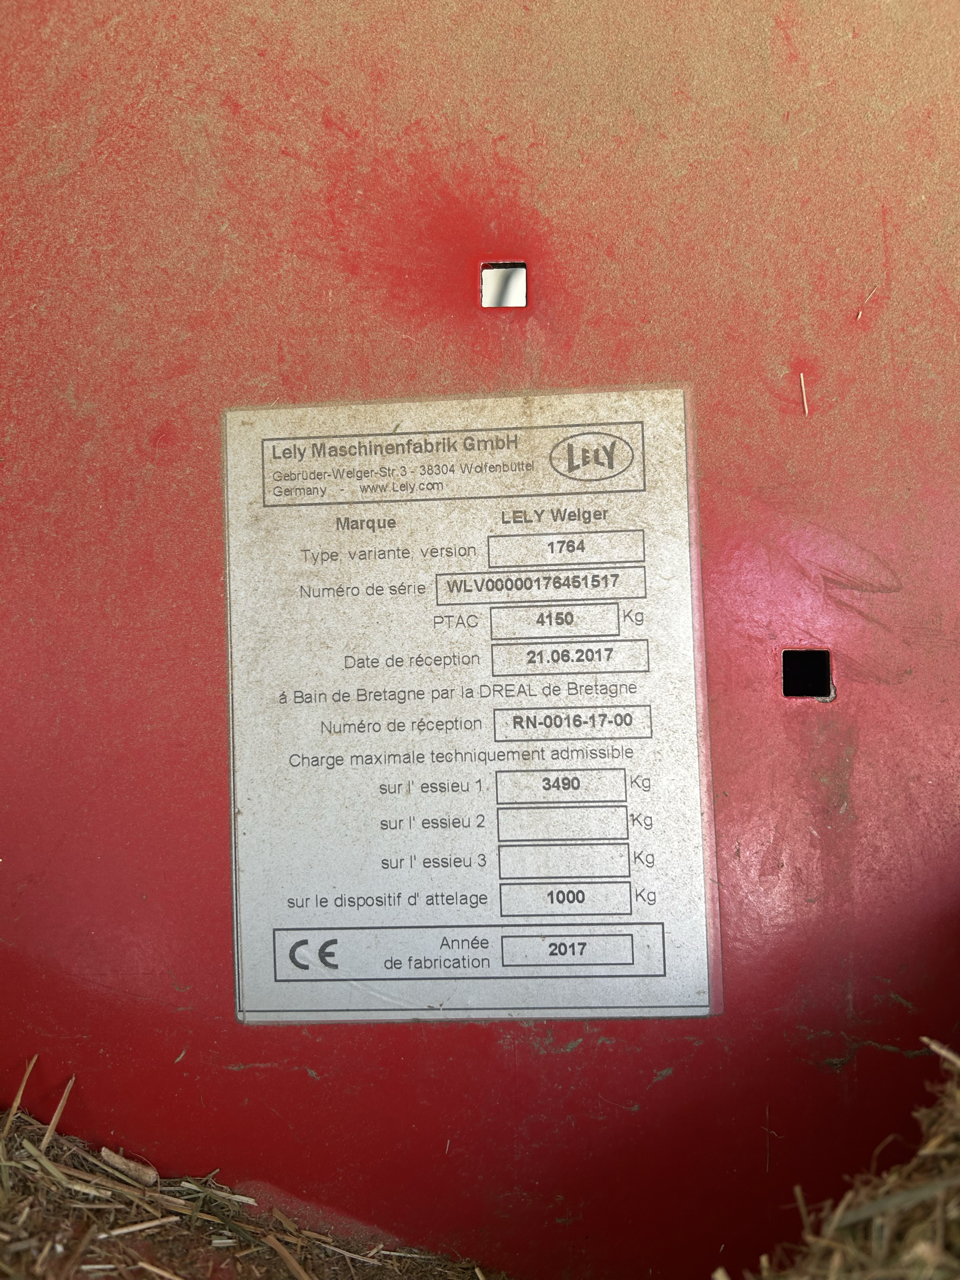 Lely Maschinenfabrik GmbH
Gebrüder-Welger-Str.3 - 38304 Wolfenbüttel
Germany - www.Lely.com
LELY
Marque LELY Welger
Type, variante, version 1764
Numéro de série WLV00000176451517
PTAC 4150 Kg
Date de réception 21.06.2017
á Bain de Bretagne par la DREAL de Bretagne
Numéro de réception RN-0016-17-00
Charge maximale techniquement admissible
sur l' essieu 1 3490 Kg
sur l' essieu 2 Kg
sur l' essieu 3 Kg
sur le dispositif d' attelage 1000 Kg
CE
Année
de fabrication 2017